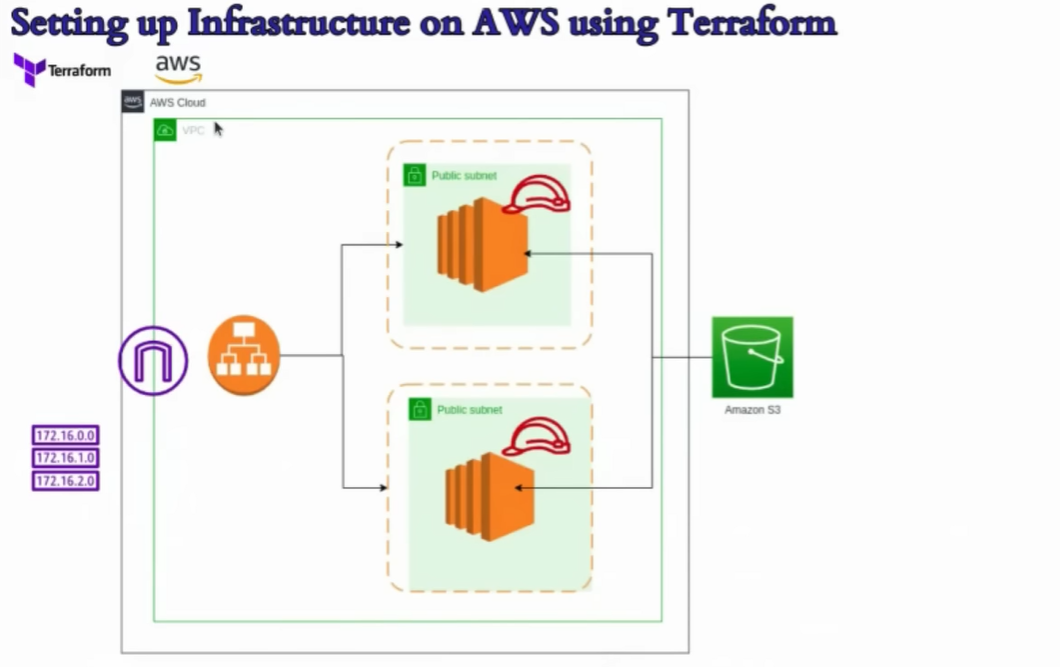 Setting up Infrastructure on AWS using Terraform
Terraform
aws
aws
AWS Cloud
VPC
Public subnet
Amazon S3
Public subnet
172.16.0.0
172.16.1.0
172.16.2.0